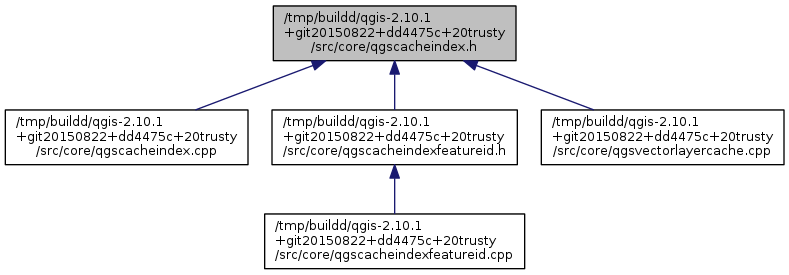 /tmp/buildd/qgis-2.10.1
+git20150822+dd4475c+20trusty
/src/core/qgscacheindex.h
/tmp/buildd/qgis-2.10.1
+git20150822+dd4475c+20trusty
/src/core/qgscacheindex.cpp
/tmp/buildd/qgis-2.10.1
+git20150822+dd4475c+20trusty
/src/core/qgscacheindexfeatureid.h
/tmp/buildd/qgis-2.10.1
+git20150822+dd4475c+20trusty
/src/core/qgsvectorlayercache.cpp
/tmp/buildd/qgis-2.10.1
+git20150822+dd4475c+20trusty
/src/core/qgscacheindexfeatureid.cpp